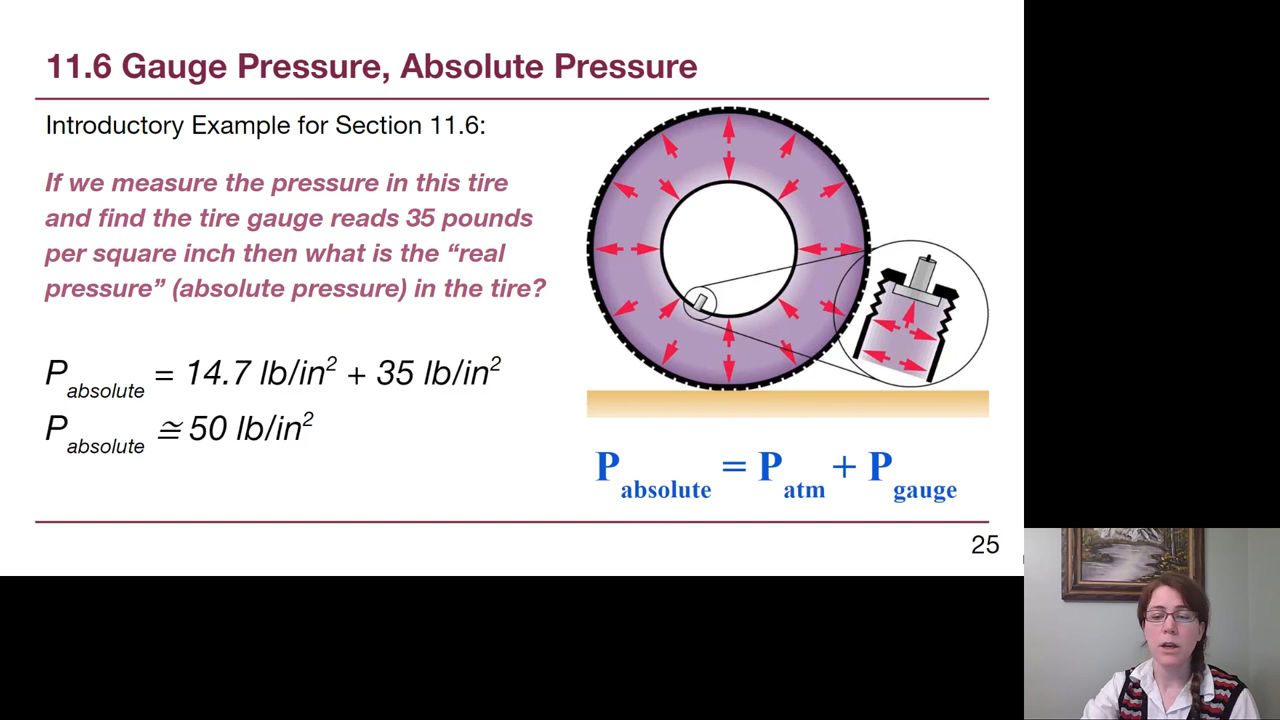 11.6 Gauge Pressure, Absolute Pressure
Introductory Example for Section 11.6:
If we measure the pressure in this tire
and find the tire gauge reads 35 pounds
per square inch then what is the “real
pressure” (absolute pressure) in the tire?
P_absolute = 14.7 lb/in² + 35 lb/in²
P_absolute ≅ 50 lb/in²
P_absolute = P_atm + P_gauge
25